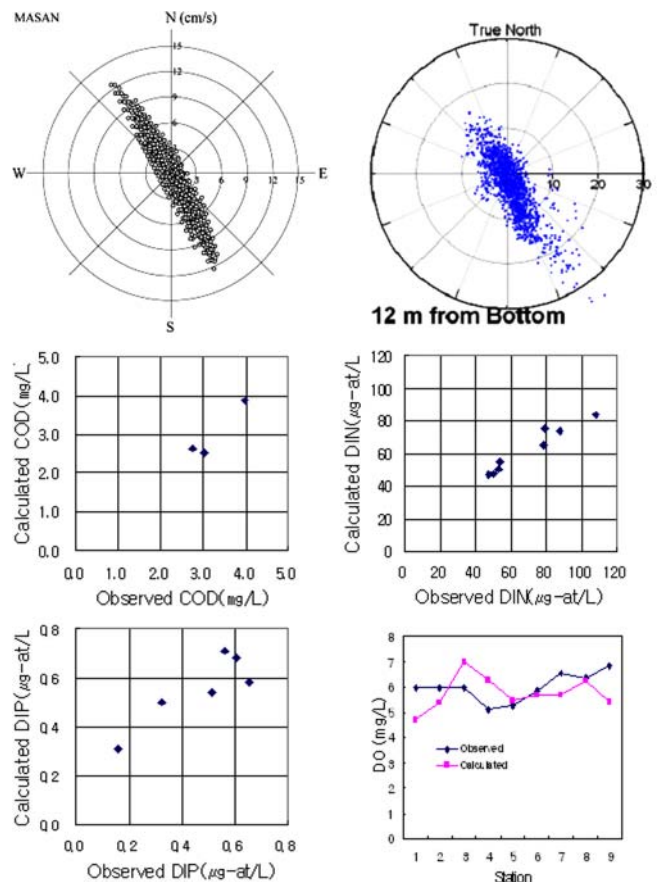 MASAN
N (cm/s)
15
12
9
6
W
3 6 9 12 15
E
S
True North
10 20 30
12 m from Bottom
5.0
4.0
3.0
2.0
1.0
0.0
Calculated COD(mg/L)
0.0 1.0 2.0 3.0 4.0 5.0
Observed COD(mg/L)
120
100
80
60
40
20
0
Calculated DIN(μg-at/L)
0 20 40 60 80 100 120
Observed DIN(μg-at/L)
0.8
0.6
0.4
0.2
0.0
Calculated DIP(μg-at/L
0.0 0.2 0.4 0.6 0.8
Observed DIP(μg-at/L)
8
7
6
5
4
3
2
1
0
DO (mg/L)
Observed
Calculated
1 2 3 4 5 6 7 8 9
Station